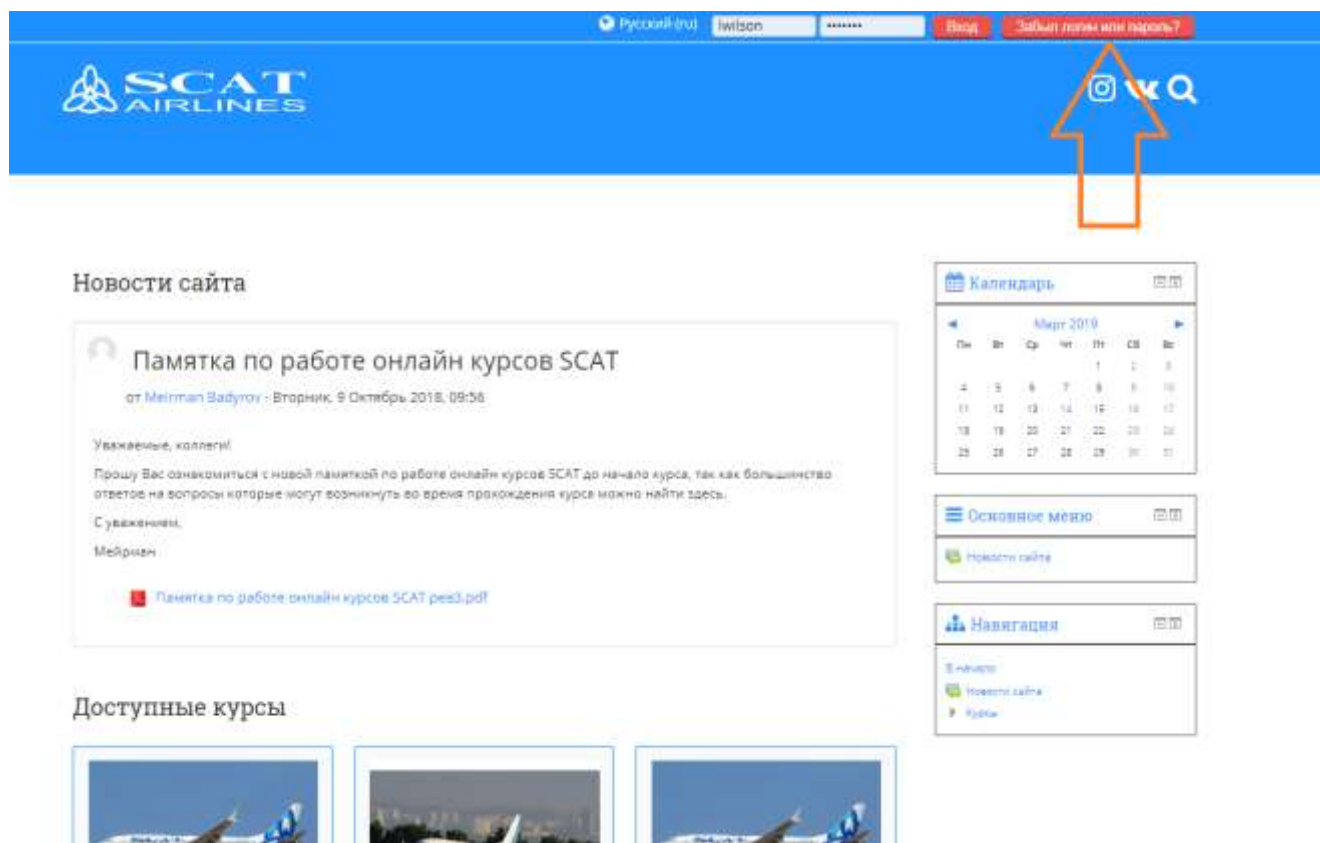 Русский (ru) lwilson ••••••• Вход Забыл логин или пароль?
SCAT
AIRLINES
Новости сайта
Памятка по работе онлайн курсов SCAT
от Meirman Badyrov - Вторник, 9 Октябрь 2018, 09:56
Уважаемые, коллеги!
Прошу Вас ознакомиться с новой памяткой по работе онлайн курсов SCAT до начало курса, так как большинство
ответов на вопросы которые могут возникнуть во время прохождения курса можно найти здесь.
С уважением,
Мейрман
Памятка по работе онлайн курсов SCAT рев3.pdf
Доступные курсы
Календарь
Март 2019
Пн Вт Ср Чт Пт Сб Вс
1 2 3
4 5 6 7 8 9 10
11 12 13 14 15 16 17
18 19 20 21 22 23 24
25 26 27 28 29 30 31
Основное меню
Новости сайта
Навигация
В начало
Новости сайта
Курсы